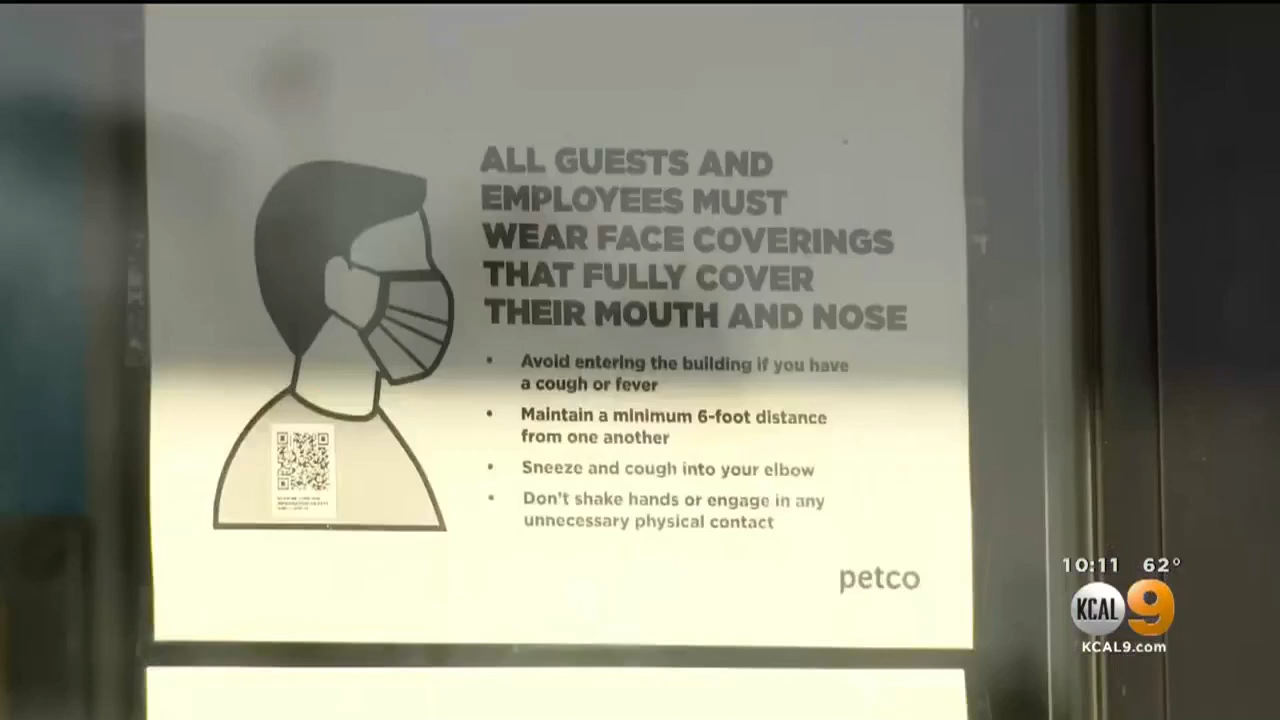 ALL GUESTS AND
EMPLOYEES MUST
WEAR FACE COVERINGS
THAT FULLY COVER
THEIR MOUTH AND NOSE
• Avoid entering the building if you have
a cough or fever
• Maintain a minimum 6-foot distance
from one another
• Sneeze and cough into your elbow
• Don't shake hands or engage in any
unnecessary physical contact
petco
10:11 62°
KCAL 9
KCAL9.com